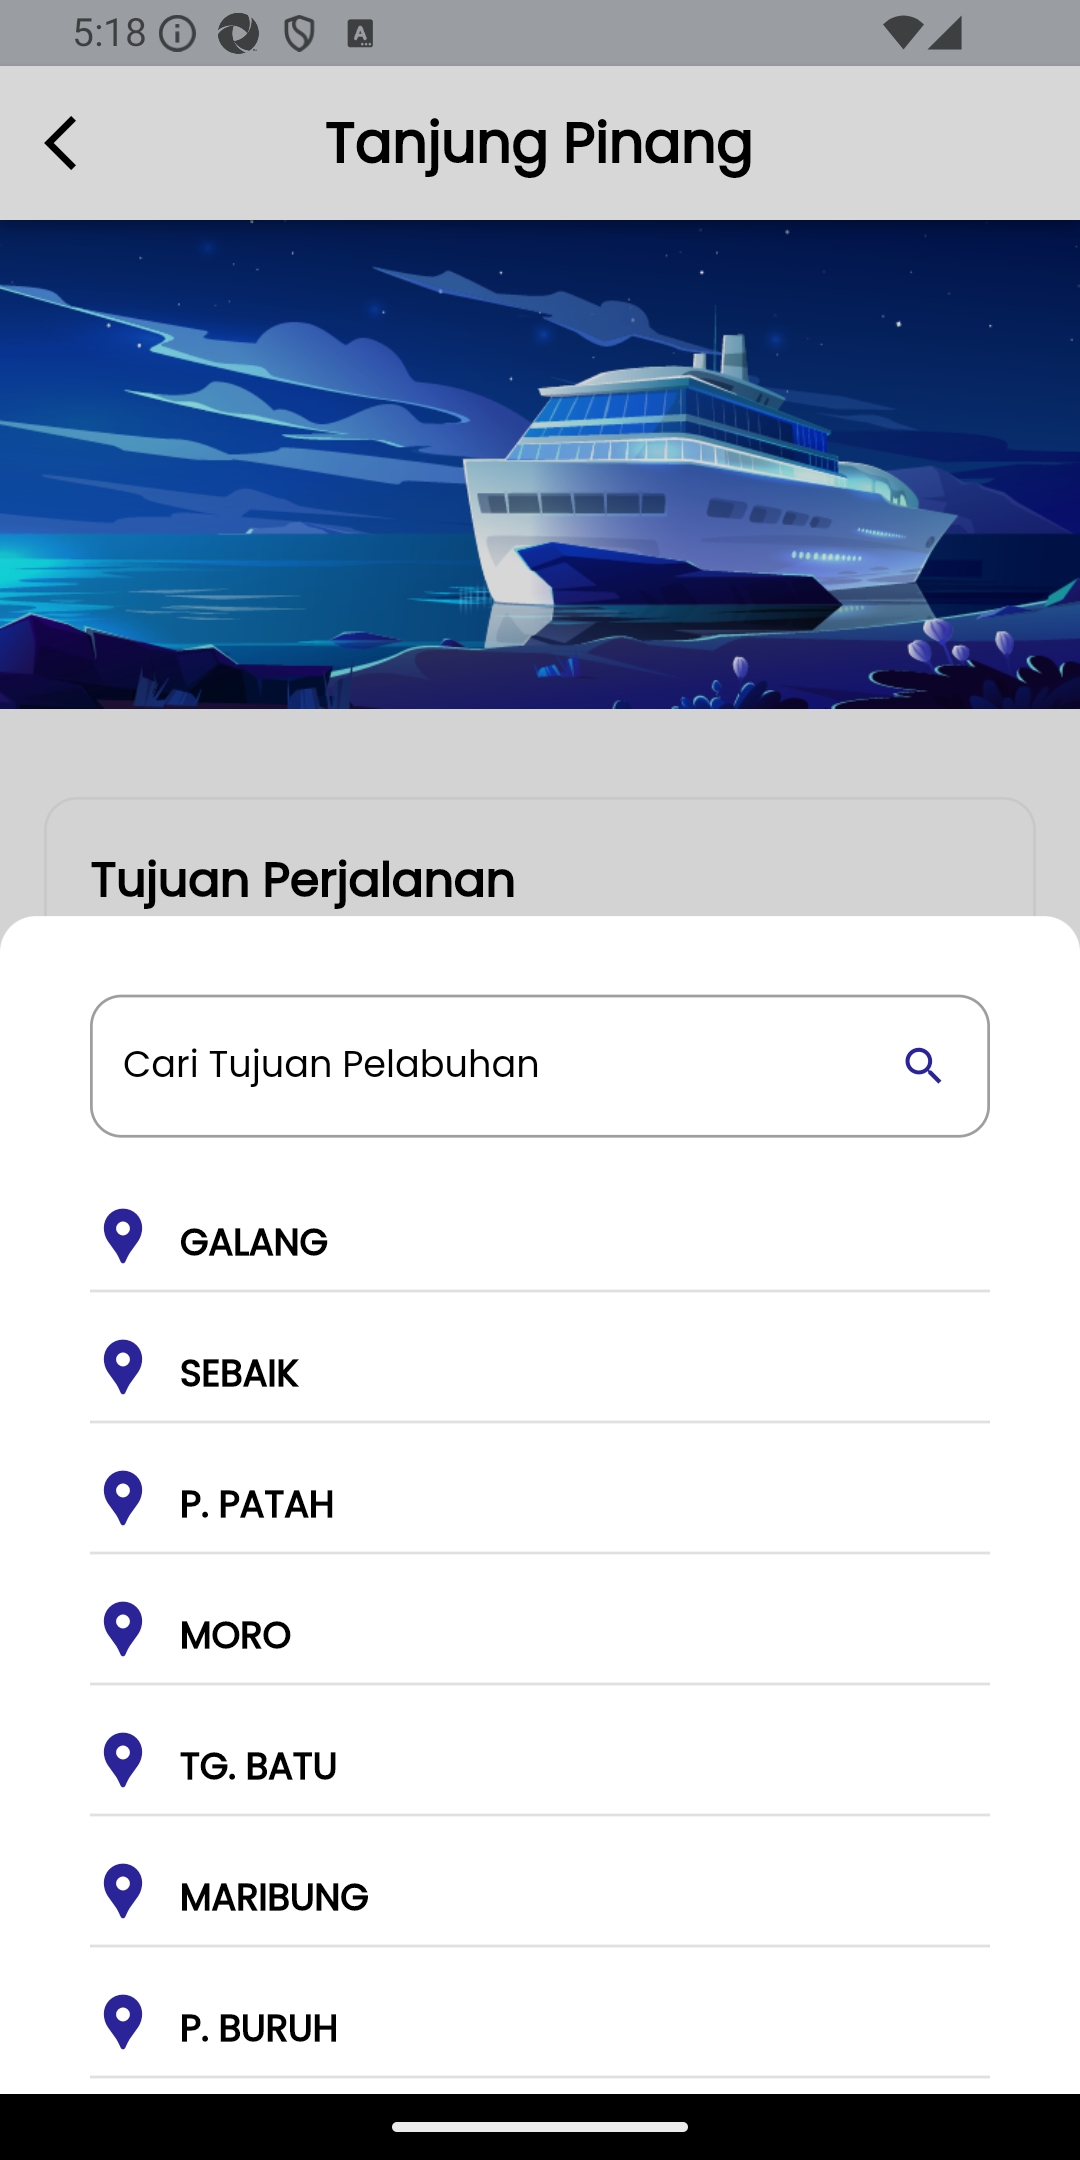 5:18
Tanjung Pinang
Tujuan Perjalanan
Cari Tujuan Pelabuhan
GALANG
SEBAIK
P. PATAH
MORO
TG. BATU
MARIBUNG
P. BURUH